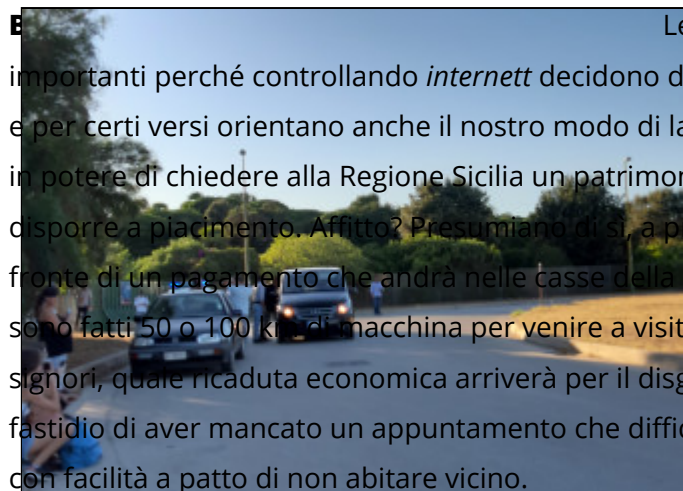 Le
importanti perché controllando internett decidono d
e per certi versi orientano anche il nostro modo di la
in potere di chiedere alla Regione Sicilia un patrimon
disporre a piacimento. Affitto? Presumiano di sì, a p
fronte di un pagamento che andrà nelle casse della
sono fatti 50 o 100 km di macchina per venire a visit
signori, quale ricaduta economica arriverà per il disg
fastidio di aver mancato un appuntamento che diffic
con facilità a patto di non abitare vicino.